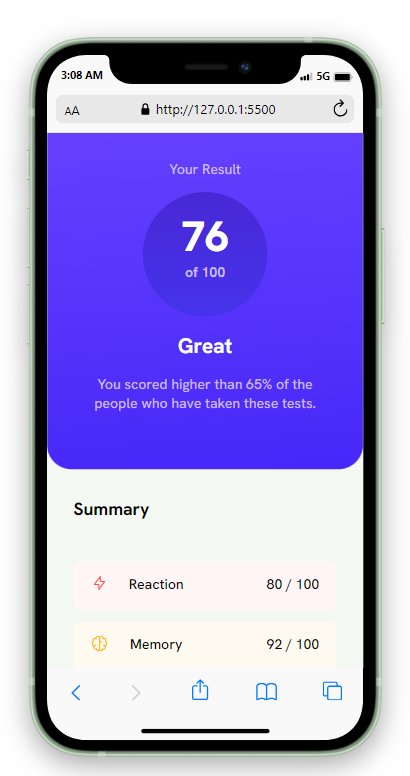 3:08 AM
5G
AA
http://127.0.0.1:5500
Your Result
76
of 100
Great
You scored higher than 65% of the
people who have taken these tests.
Summary
Reaction 80 / 100
Memory 92 / 100